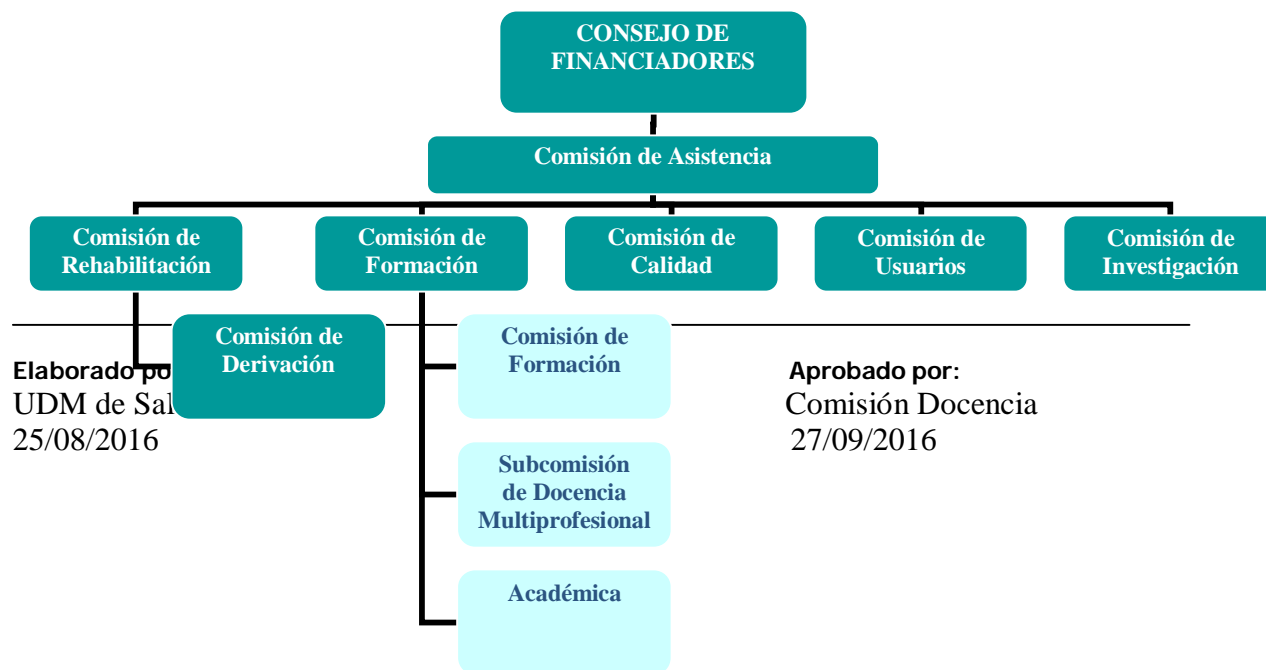 CONSEJO DE
FINANCIADORES
Comisión de Asistencia
Comisión de
Rehabilitación
Comisión de
Formación
Comisión de
Calidad
Comisión de
Usuarios
Comisión de
Investigación
Comisión de
Derivación
Comisión de
Formación
Subcomisión
de Docencia
Multiprofesional
Académica
Elaborado po
UDM de Sal
25/08/2016
Aprobado por:
Comisión Docencia
27/09/2016